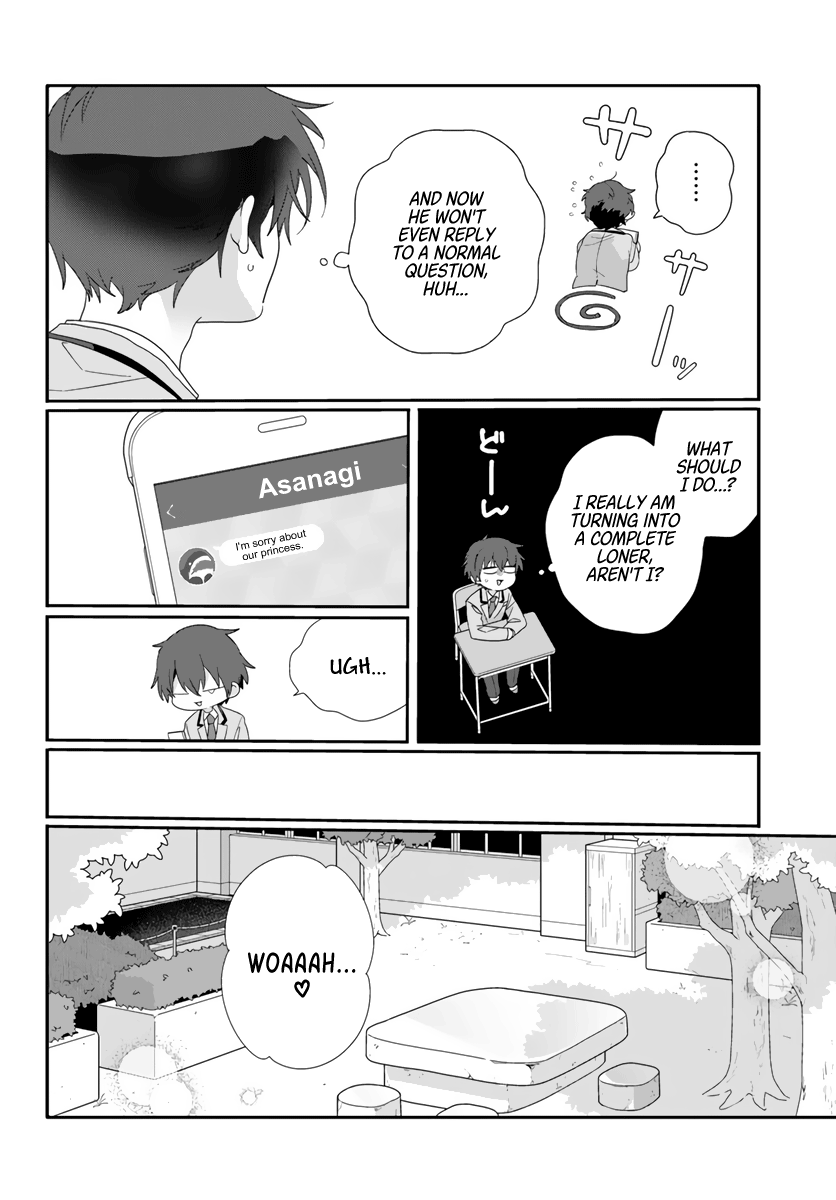 .......
サ
サ
ーッ
AND NOW
HE WON'T
EVEN REPLY
TO A NORMAL
QUESTION,
HUH...
WHAT
SHOULD
I DO...?
I REALLY AM
TURNING INTO
A COMPLETE
LONER,
AREN'T I?
どーん
Asanagi
I'm sorry about
our princess.
UGH...
WOAAAH...
♡